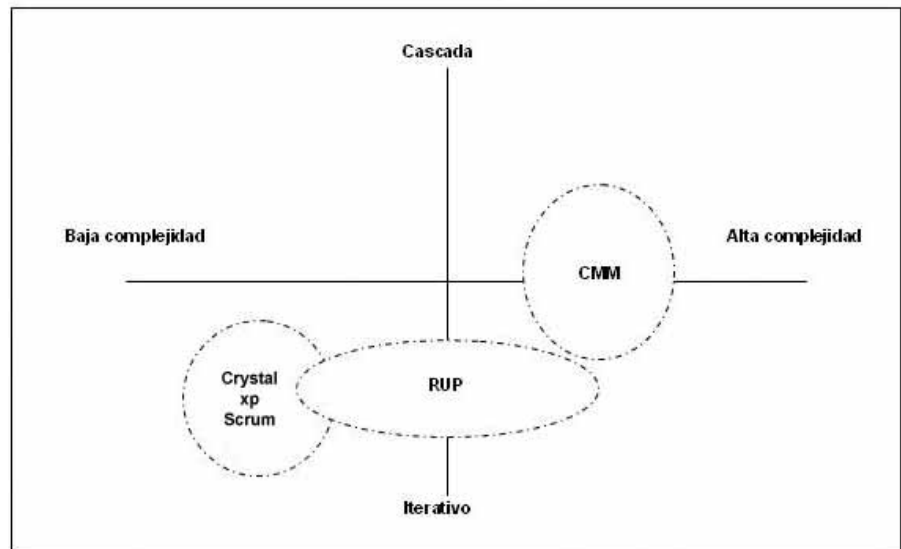 Cascada
Baja complejidad
Alta complejidad
CMM
Crystal
xp
Scrum
RUP
Iterativo